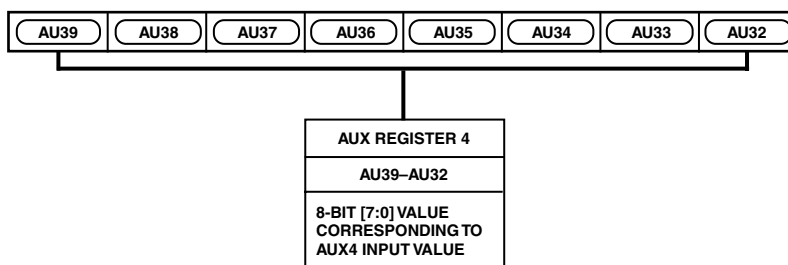 AU39 AU38 AU37 AU36 AU35 AU34 AU33 AU32
AUX REGISTER 4
AU39–AU32
8-BIT [7:0] VALUE
CORRESPONDING TO
AUX4 INPUT VALUE